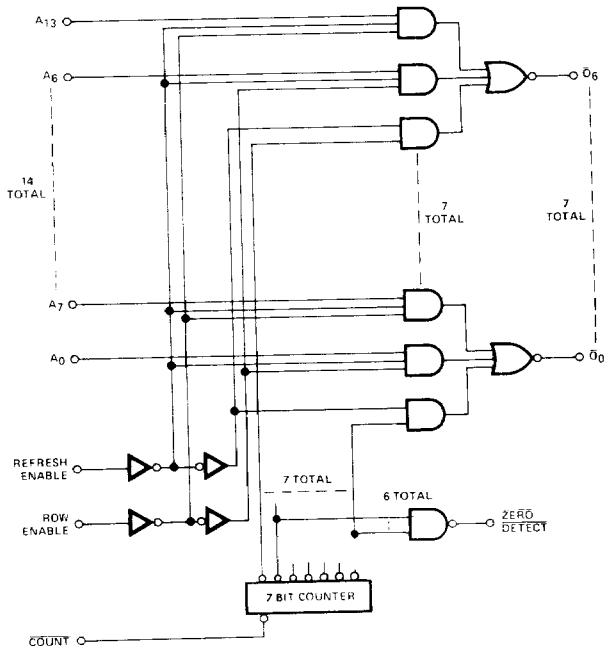 A13
A6
Ō6
14
TOTAL
7
TOTAL
7
TOTAL
A7
A0
Ō0
REFRESH
ENABLE
7 TOTAL
6 TOTAL
ROW
ENABLE
ZERO
DETECT
7 BIT COUNTER
COUNT